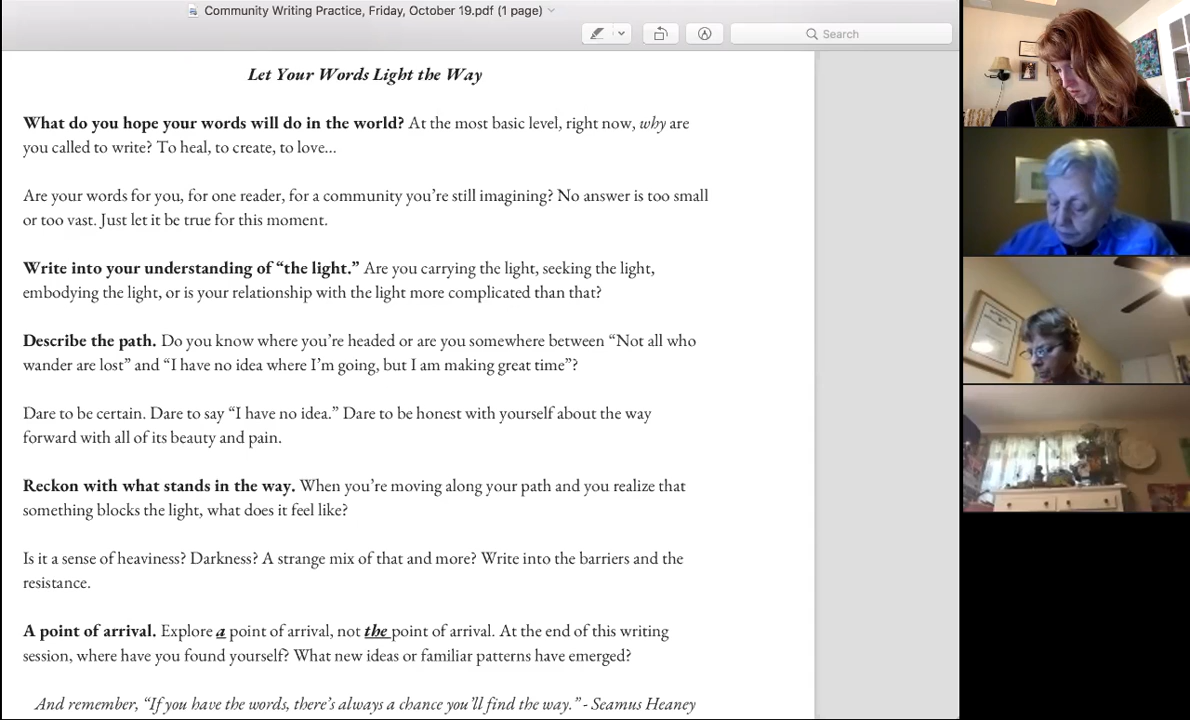 Community Writing Practice, Friday, October 19.pdf (1 page)
Search
Let Your Words Light the Way
What do you hope your words will do in the world? At the most basic level, right now, why are
you called to write? To heal, to create, to love...
Are your words for you, for one reader, for a community you're still imagining? No answer is too small
or too vast. Just let it be true for this moment.
Write into your understanding of “the light.” Are you carrying the light, seeking the light,
embodying the light, or is your relationship with the light more complicated than that?
Describe the path. Do you know where you're headed or are you somewhere between “Not all who
wander are lost” and “I have no idea where I'm going, but I am making great time”?
Dare to be certain. Dare to say “I have no idea.” Dare to be honest with yourself about the way
forward with all of its beauty and pain.
Reckon with what stands in the way. When you're moving along your path and you realize that
something blocks the light, what does it feel like?
Is it a sense of heaviness? Darkness? A strange mix of that and more? Write into the barriers and the
resistance.
A point of arrival. Explore a point of arrival, not the point of arrival. At the end of this writing
session, where have you found yourself? What new ideas or familiar patterns have emerged?
And remember, “If you have the words, there's always a chance you'll find the way.” - Seamus Heaney